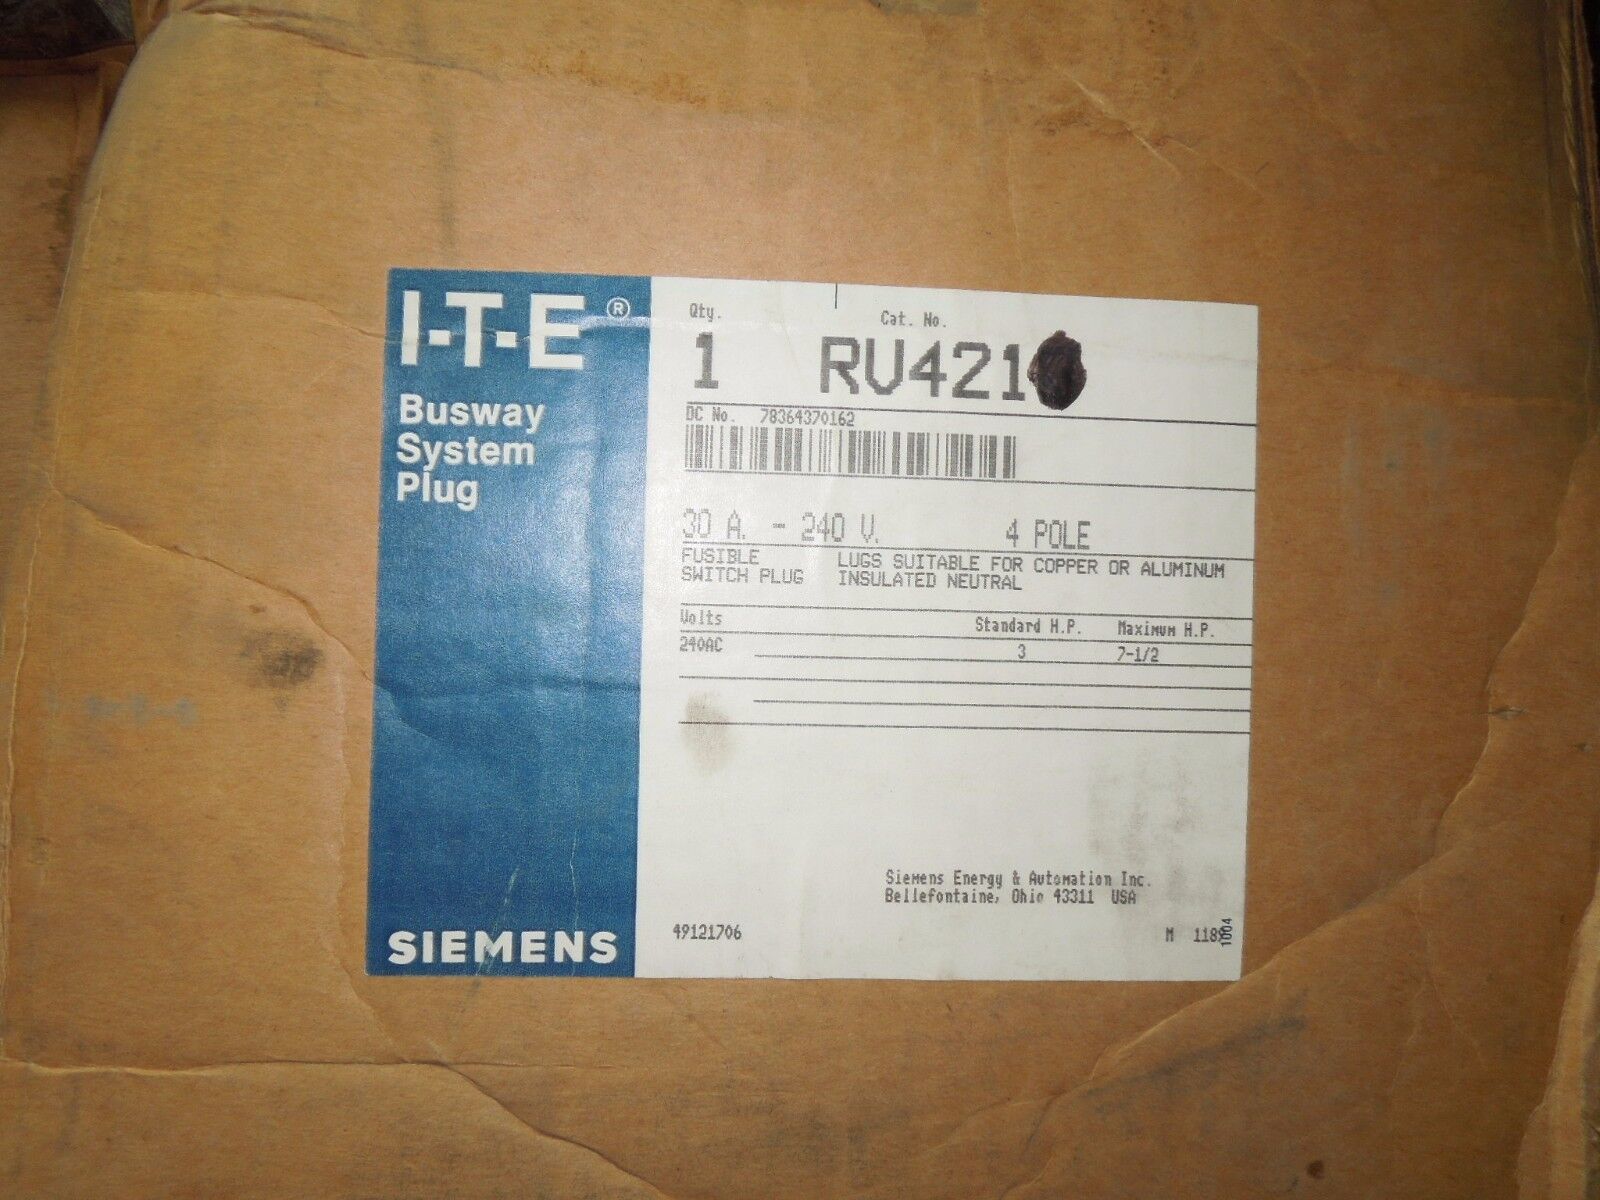 I-T-E ®
Busway
System
Plug
SIEMENS
Qty. Cat. No.
1 RV421
DC No. 78364370162
30 A. - 240 V. 4 POLE
FUSIBLE LUGS SUITABLE FOR COPPER OR ALUMINUM
SWITCH PLUG INSULATED NEUTRAL
Volts Standard H.P. Maximum H.P.
240AC 3 7-1/2
Siemens Energy & Automation Inc.
Bellefontaine, Ohio 43311 USA
49121706 M
1004